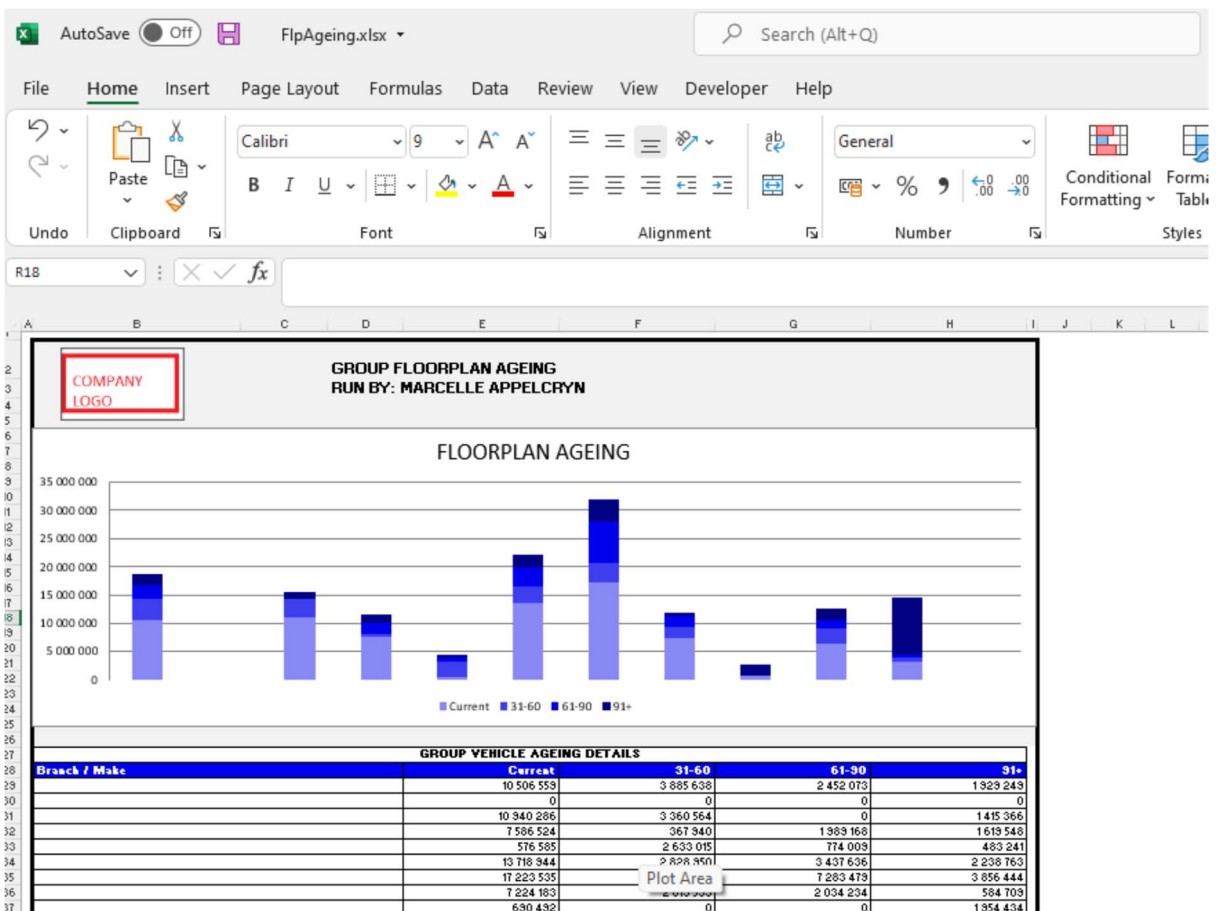 AutoSave Off FlpAgeing.xlsx Search (Alt+Q)
File Home Insert Page Layout Formulas Data Review View Developer Help
Calibri 9 General
Paste Conditional Formatting
B I U
Undo Clipboard Font Alignment Number Styles
R18 fx
A B C D E F G H I J K L
COMPANY LOGO
GROUP FLOORPLAN AGEING
RUN BY: MARCELLE APPELCRYN
FLOORPLAN AGEING
35 000 000
30 000 000
25 000 000
20 000 000
15 000 000
10 000 000
5 000 000
0
Current 31-60 61-90 91+
GROUP VEHICLE AGEING DETAILS
Branch / Make Current 31-60 61-90 91+
10 506 559 3 885 638 2 452 073 1 929 249
0 0 0 0
10 940 286 3 360 564 0 1 415 366
7 586 524 367 940 1 989 168 1 619 548
576 585 2 633 015 774 009 483 241
13 718 944 2 828 950 3 437 636 2 238 763
17 223 535 7 283 479 3 856 444
Plot Area
7 224 183 2 034 234 584 709
690 492 0 0 1 954 434